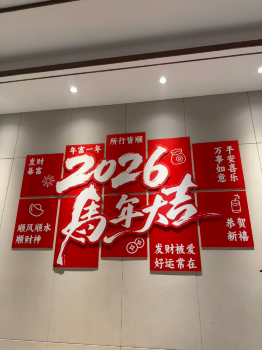 年富一年
所行皆顺
发财
暴富
2026
馬年大吉
平安喜乐
万事如意
顺风顺水
顺财神
恭贺
新禧
发财被爱
好运常在